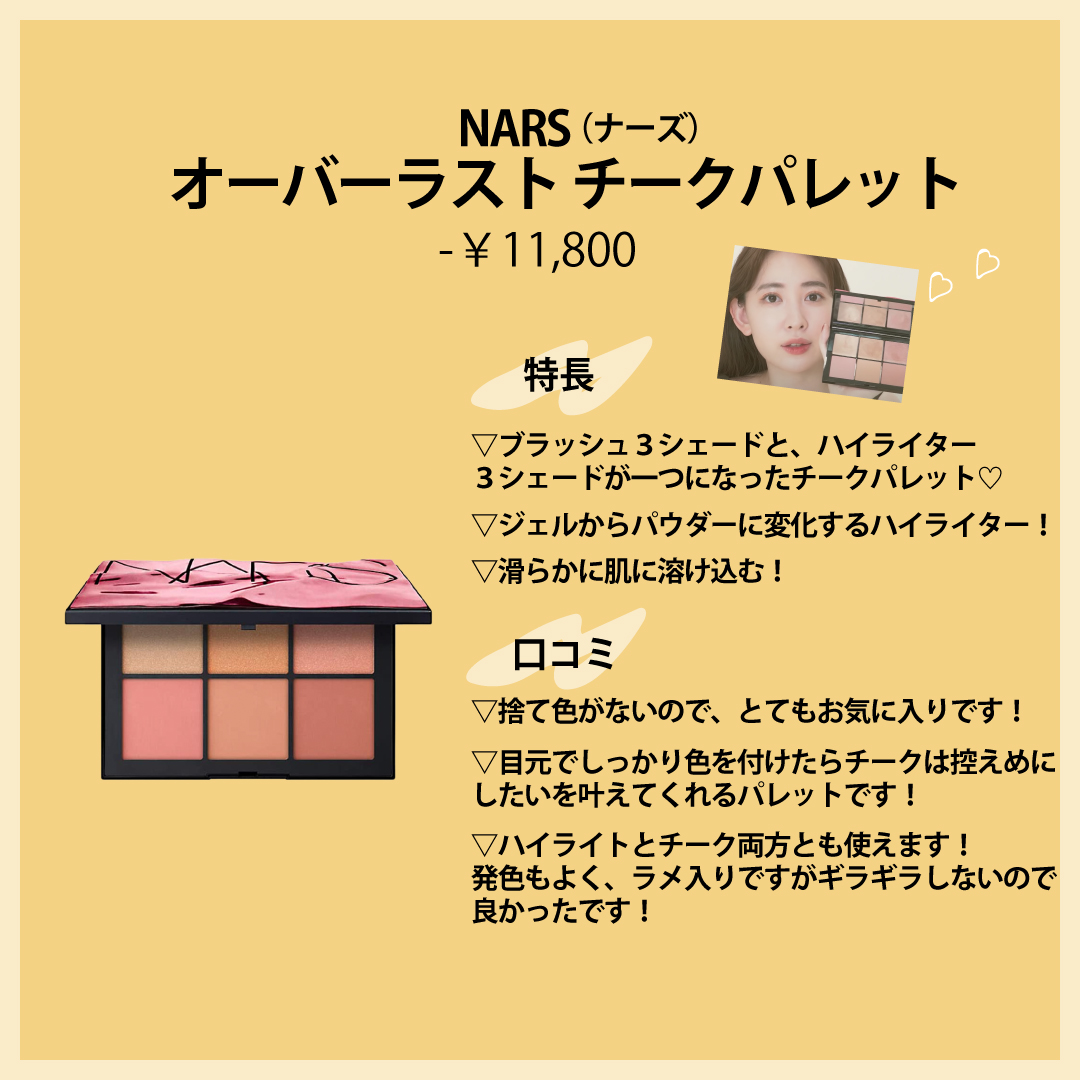 NARS（ナーズ）
オーバーラスト チークパレット
-￥11,800
特長
▽ブラッシュ３シェードと、ハイライター
３シェードが一つになったチークパレット♡
▽ジェルからパウダーに変化するハイライター！
▽滑らかに肌に溶け込む！
NARS
口コミ
▽捨て色がないので、とてもお気に入りです！
▽目元でしっかり色を付けたらチークは控えめに
したいを叶えてくれるパレットです！
▽ハイライトとチーク両方とも使えます！
発色もよく、ラメ入りですがギラギラしないので
良かったです！